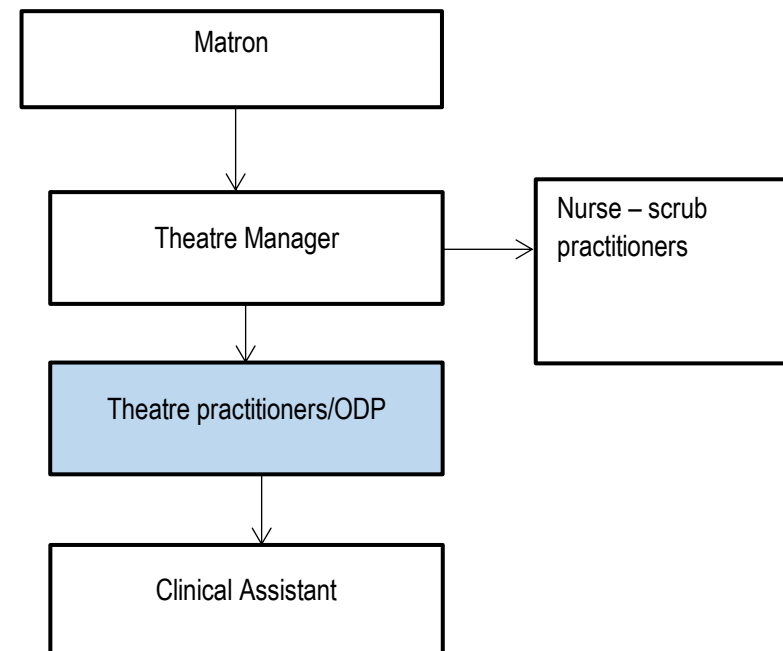 Matron
Theatre Manager
Nurse – scrub
practitioners
Theatre practitioners/ODP
Clinical Assistant